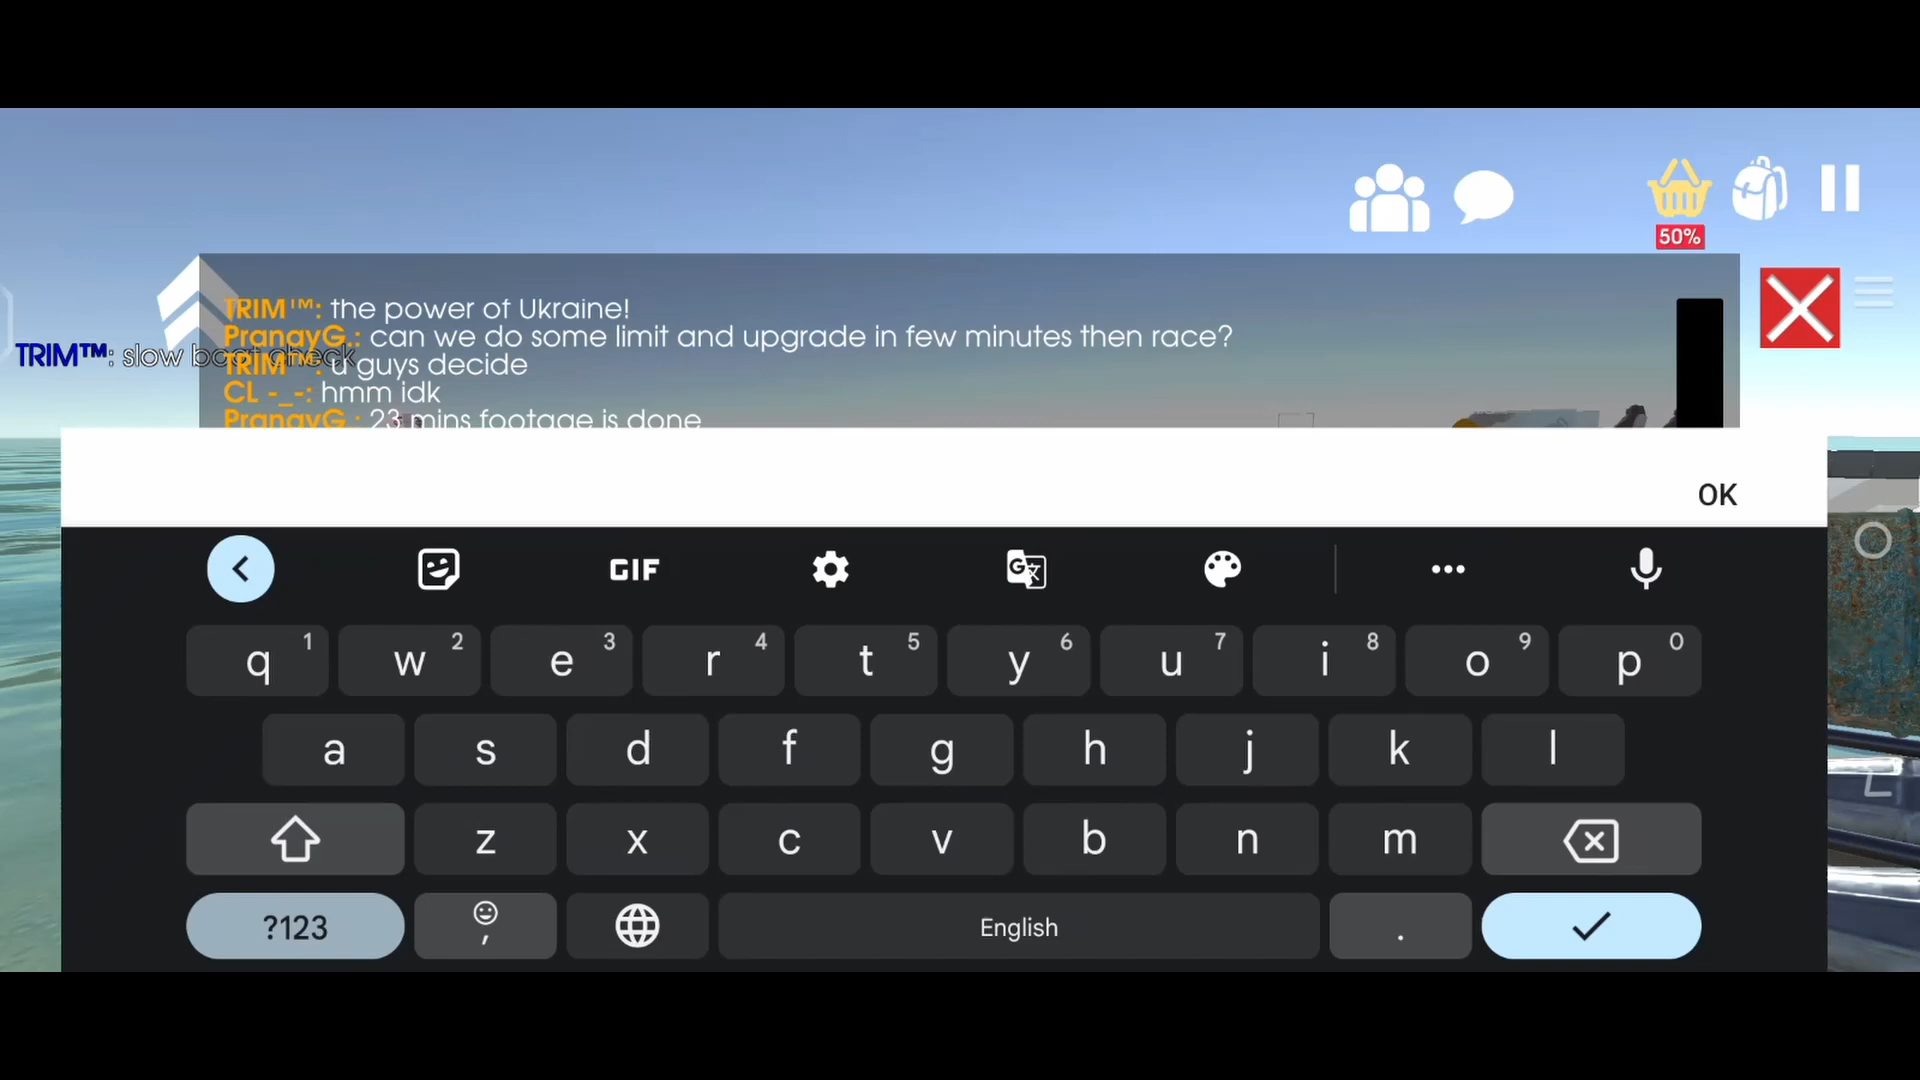 50%
TRIM™: the power of Ukraine!
PranayG.: can we do some limit and upgrade in few minutes then race?
TRIM™: slow boat check
TRIM™: u guys decide
CL -_-: hmm idk
PranayG.: 23 mins footage is done
OK
GIF
q 1 w 2 e 3 r 4 t 5 y 6 u 7 i 8 o 9 p 0
a s d f g h j k l
z x c v b n m
?123 , English .